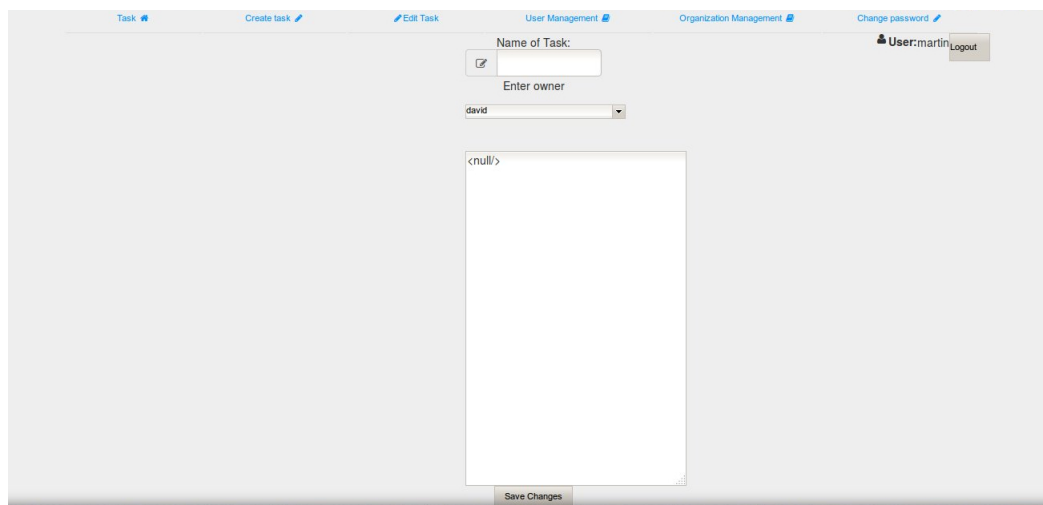 Task Create task Edit Task User Management Organization Management Change password
Name of Task: User:martin Logout
Enter owner
david
<null/>
Save Changes